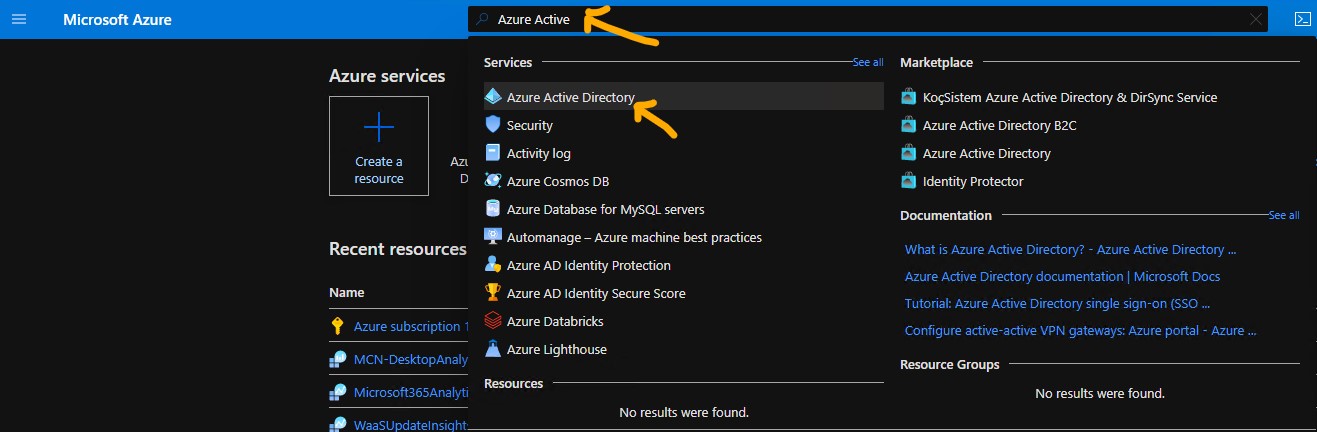 Microsoft Azure
Azure Active
Azure services
Create a
resource
Azu
D
Recent resources
Name
Azure subscription 1
MCN-DesktopAnaly
Microsoft365Analyti
WaaSUpdateInsight
Services
See all
Azure Active Directory
Security
Activity log
Azure Cosmos DB
Azure Database for MySQL servers
Automanage – Azure machine best practices
Azure AD Identity Protection
Azure AD Identity Secure Score
Azure Databricks
Azure Lighthouse
Resources
No results were found.
Marketplace
KoçSistem Azure Active Directory & DirSync Service
Azure Active Directory B2C
Azure Active Directory
Identity Protector
Documentation
See all
What is Azure Active Directory? - Azure Active Directory ...
Azure Active Directory documentation | Microsoft Docs
Tutorial: Azure Active Directory single sign-on (SSO ...
Configure active-active VPN gateways: Azure portal - Azure ...
Resource Groups
No results were found.